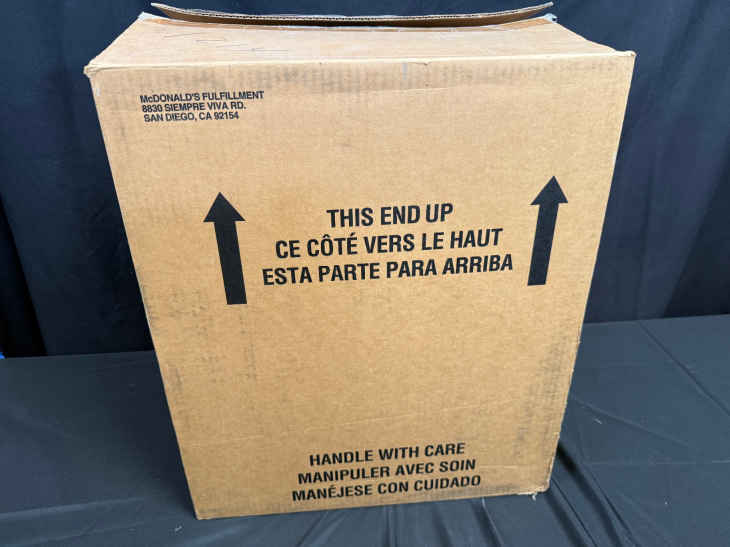 McDONALD'S FULFILLMENT
8830 SIEMPRE VIVA RD.
SAN DIEGO, CA 92154
THIS END UP
CE CÔTÉ VERS LE HAUT
ESTA PARTE PARA ARRIBA
HANDLE WITH CARE
MANIPULER AVEC SOIN
MANÉJESE CON CUIDADO